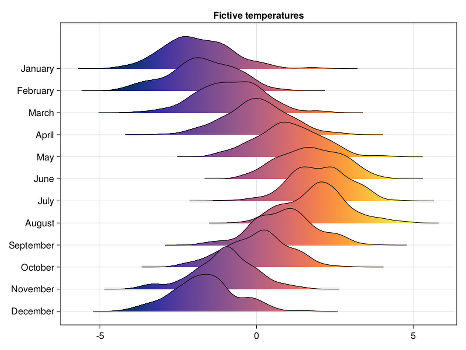 Fictive temperatures
January
February
March
April
May
June
July
August
September
October
November
December
-5 0 5